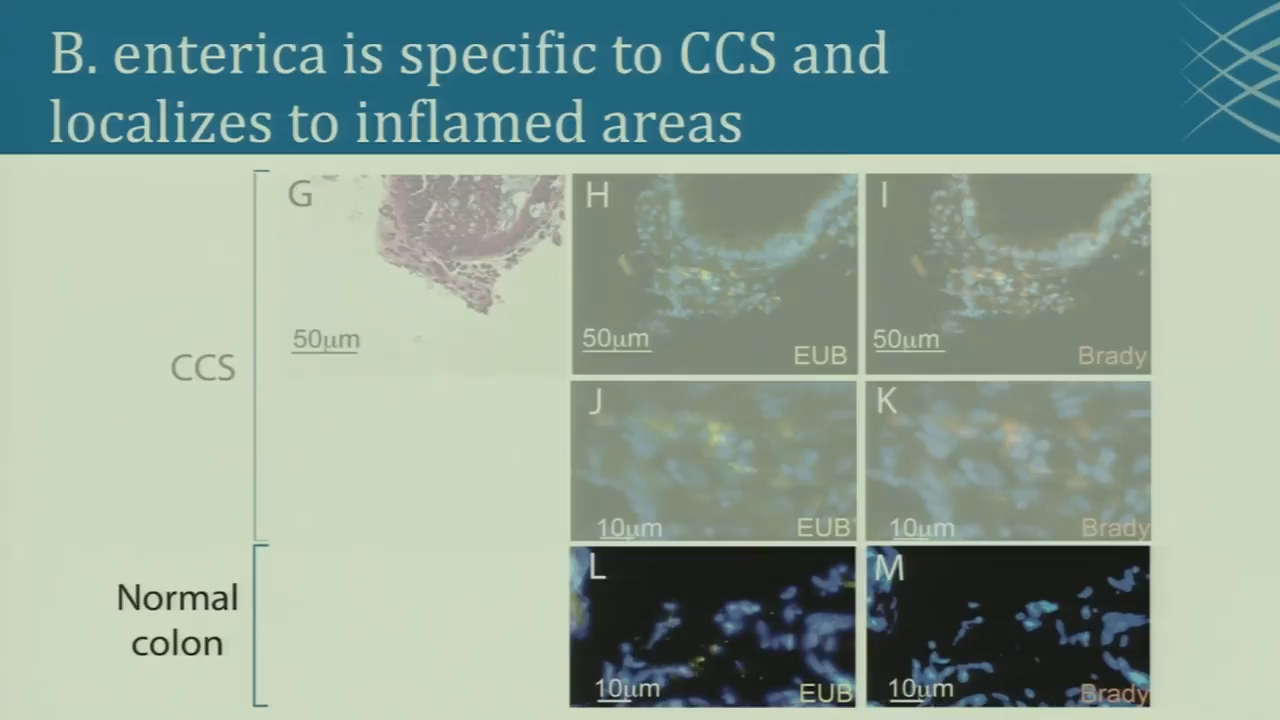 B. enterica is specific to CCS and
localizes to inflamed areas
G
H
I
50μm
50μm
EUB
50μm
Brady
CCS
J
K
10μm
EUB
10μm
Brady
L
M
Normal
colon
10μm
EUB
10μm
Brady